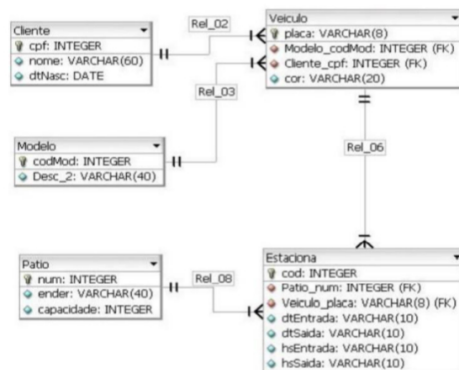 Cliente
cpf: INTEGER
nome: VARCHAR(60)
dtNasc: DATE
Rel_02
Veiculo
placa: VARCHAR(8)
Modelo_codMod: INTEGER (FK)
Cliente_cpf: INTEGER (FK)
cor: VARCHAR(20)
Rel_03
Modelo
codMod: INTEGER
Desc_2: VARCHAR(40)
Rel_06
Patio
num: INTEGER
ender: VARCHAR(40)
capacidade: INTEGER
Rel_08
Estaciona
cod: INTEGER
Patio_num: INTEGER (FK)
Veiculo_placa: VARCHAR(8) (FK)
dtEntrada: VARCHAR(10)
dtSaida: VARCHAR(10)
hsEntrada: VARCHAR(10)
hsSaida: VARCHAR(10)